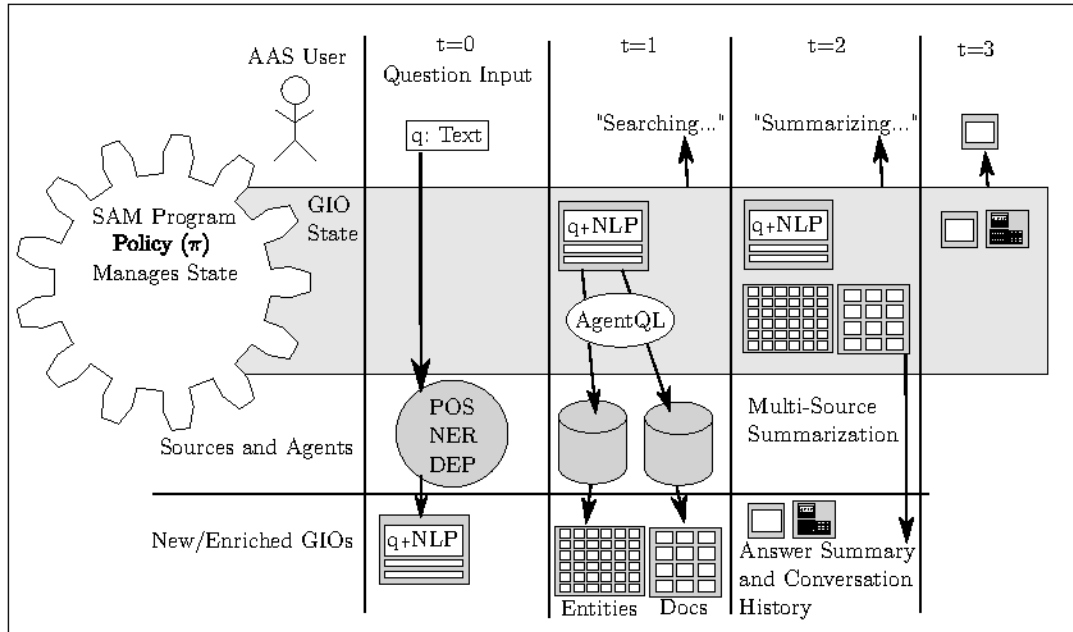 AAS User
t=0
Question Input
t=1
t=2
t=3
q: Text
"Searching..."
"Summarizing..."
SAM Program
Policy (π)
Manages State
GIO
State
q+NLP
q+NLP
AgentQL
POS
NER
DEP
Sources and Agents
Multi-Source
Summarization
New/Enriched GIOs
q+NLP
Entities
Docs
Answer Summary
and Conversation
History